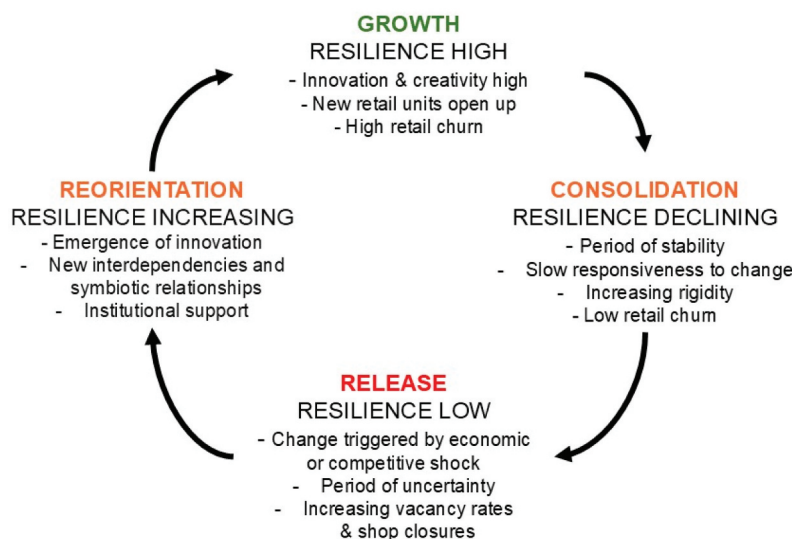 GROWTH
RESILIENCE HIGH
- Innovation & creativity high
- New retail units open up
- High retail churn
CONSOLIDATION
RESILIENCE DECLINING
- Period of stability
- Slow responsiveness to change
- Increasing rigidity
- Low retail churn
RELEASE
RESILIENCE LOW
- Change triggered by economic
or competitive shock
- Period of uncertainty
- Increasing vacancy rates
& shop closures
REORIENTATION
RESILIENCE INCREASING
- Emergence of innovation
- New interdependencies and
symbiotic relationships
- Institutional support